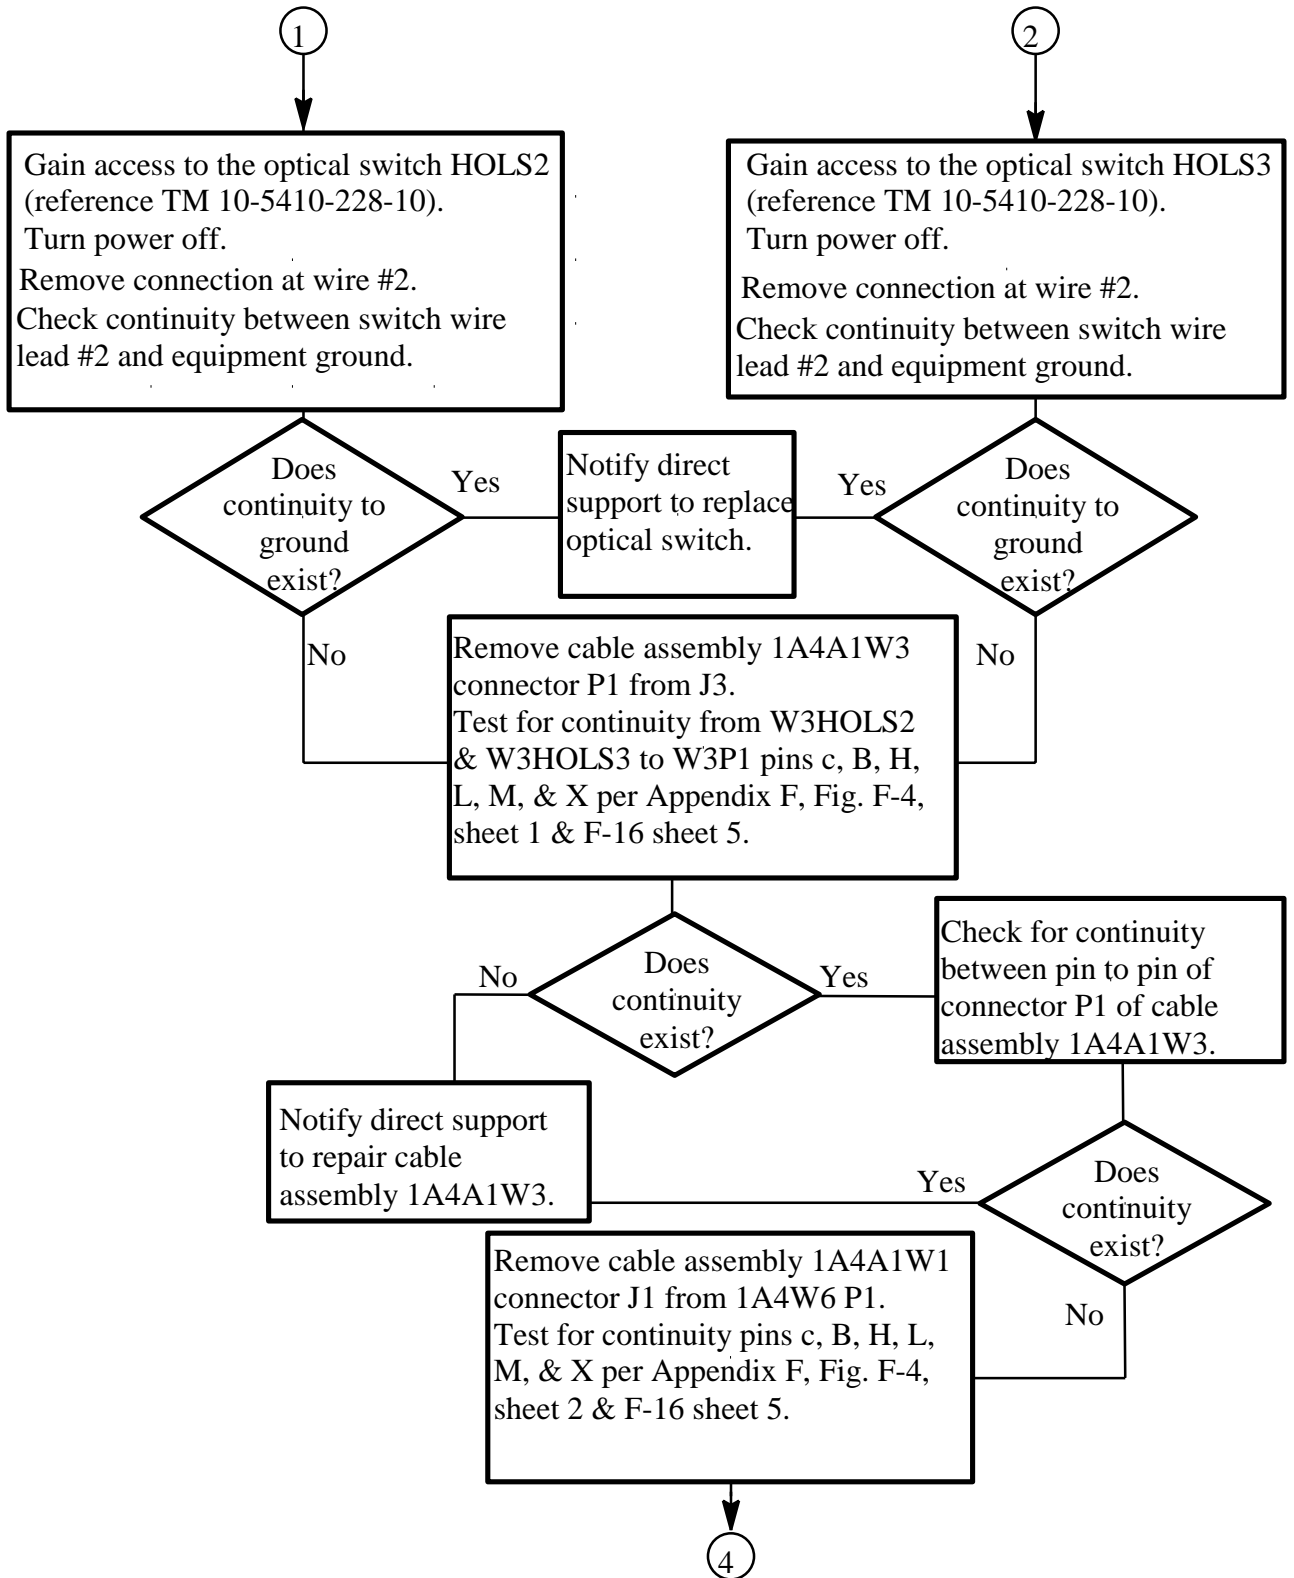 1
2
Gain access to the optical switch HOLS2
(reference TM 10-5410-228-10).
Turn power off.
Remove connection at wire #2.
Check continuity between switch wire
lead #2 and equipment ground.
Gain access to the optical switch HOLS3
(reference TM 10-5410-228-10).
Turn power off.
Remove connection at wire #2.
Check continuity between switch wire
lead #2 and equipment ground.
Does
continuity to
ground
exist?
Yes
Notify direct
support to replace
optical switch.
Yes
Does
continuity to
ground
exist?
No
Remove cable assembly 1A4A1W3
connector P1 from J3.
Test for continuity from W3HOLS2
& W3HOLS3 to W3P1 pins c, B, H,
L, M, & X per Appendix F, Fig. F-4,
sheet 1 & F-16 sheet 5.
No
No
Does
continuity
exist?
Yes
Check for continuity
between pin to pin of
connector P1 of cable
assembly 1A4A1W3.
Notify direct support
to repair cable
assembly 1A4A1W3.
Yes
Does
continuity
exist?
Remove cable assembly 1A4A1W1
connector J1 from 1A4W6 P1.
Test for continuity pins c, B, H, L,
M, & X per Appendix F, Fig. F-4,
sheet 2 & F-16 sheet 5.
No
4